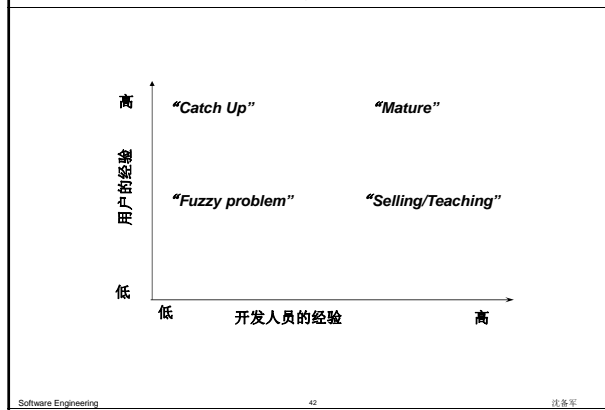 高
“Catch Up” “Mature”
用户的经验
“Fuzzy problem” “Selling/Teaching”
低
低 开发人员的经验 高
Software Engineering 42 沈备军